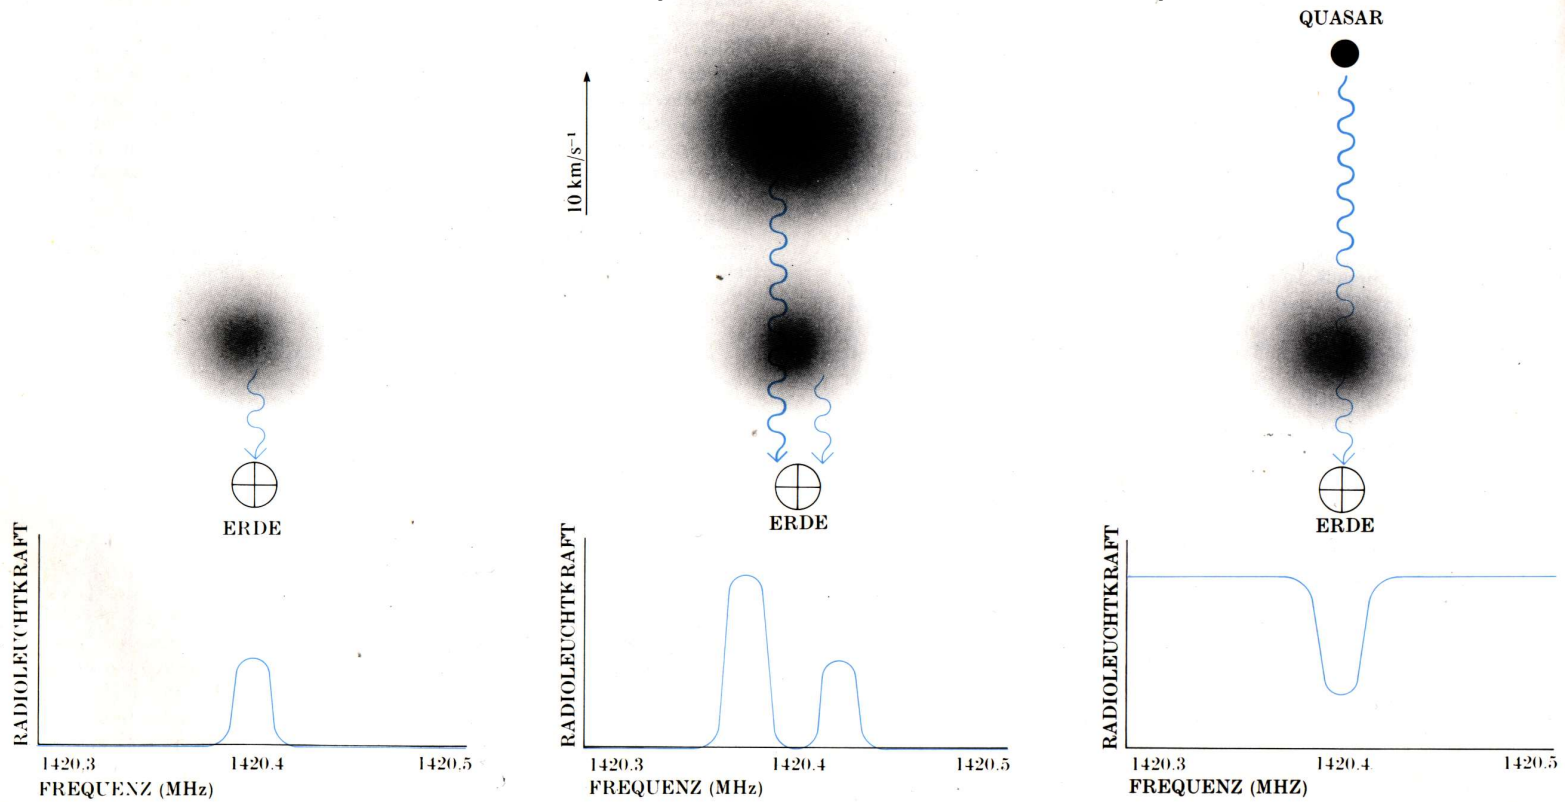 QUASAR
10 km/s⁻¹
ERDE
ERDE
ERDE
RADIOLEUCHTKRAFT
1420.3 1420.4 1420.5
FREQUENZ (MHz)
RADIOLEUCHTKRAFT
1420.3 1420.4 1420.5
FREQUENZ (MHz)
RADIOLEUCHTKRAFT
1420.3 1420.4 1420.5
FREQUENZ (MHZ)